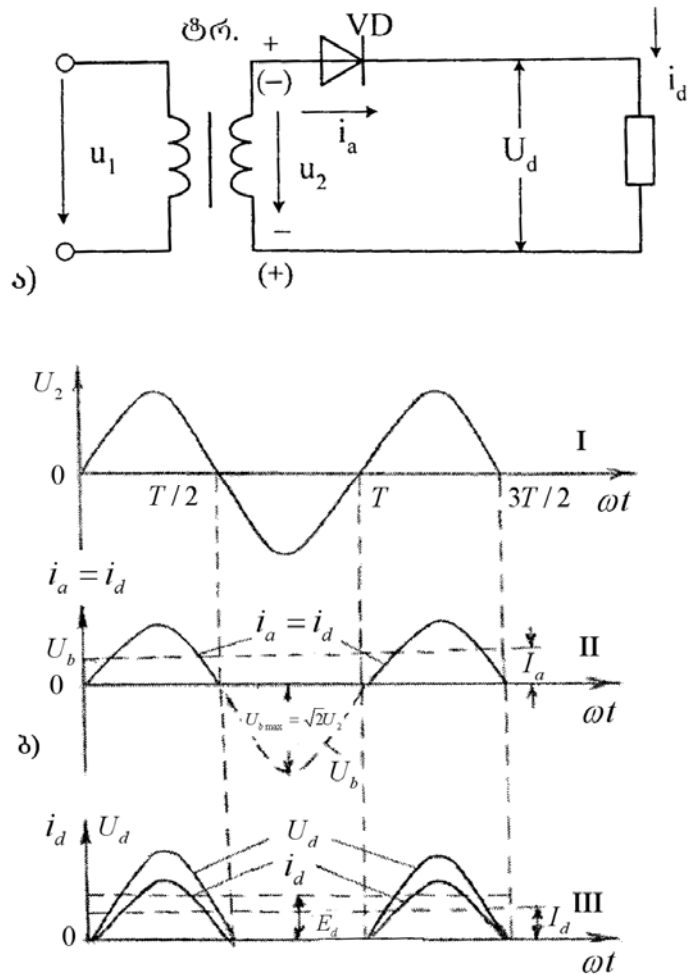 ტრ.
VD
+
(–)
i_a
i_d
u_1
u_2
U_d
–
(+)
ა)
U_2
I
0
T/2
T
3T/2
ωt
i_a = i_d
i_a = i_d
U_b
II
I_a
0
U_{b max} = √2U_2
ωt
ბ)
U_b
i_d
U_d
U_d
i_d
III
E_d
I_d
0
ωt